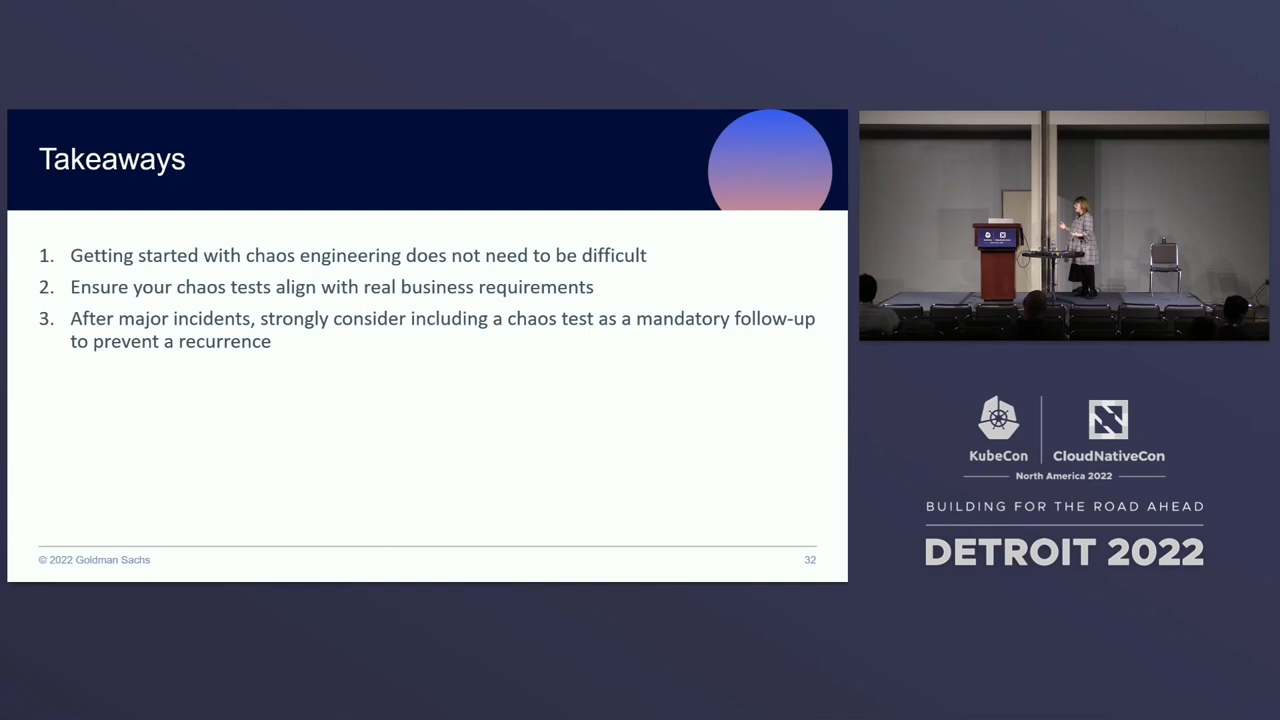 Takeaways
1. Getting started with chaos engineering does not need to be difficult
2. Ensure your chaos tests align with real business requirements
3. After major incidents, strongly consider including a chaos test as a mandatory follow-up
to prevent a recurrence
© 2022 Goldman Sachs
32
KubeCon
CloudNativeCon
North America 2022
BUILDING FOR THE ROAD AHEAD
DETROIT 2022